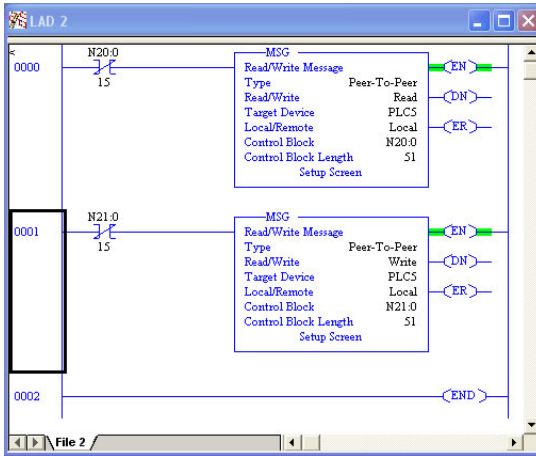 LAD 2
N20:0
15
0000
MSG
Read/Write Message
Type Peer-To-Peer
Read/Write Read
Target Device PLC5
Local/Remote Local
Control Block N20:0
Control Block Length 51
Setup Screen
EN
DN
ER
N21:0
15
0001
MSG
Read/Write Message
Type Peer-To-Peer
Read/Write Write
Target Device PLC5
Local/Remote Local
Control Block N21:0
Control Block Length 51
Setup Screen
EN
DN
ER
0002
END
File 2